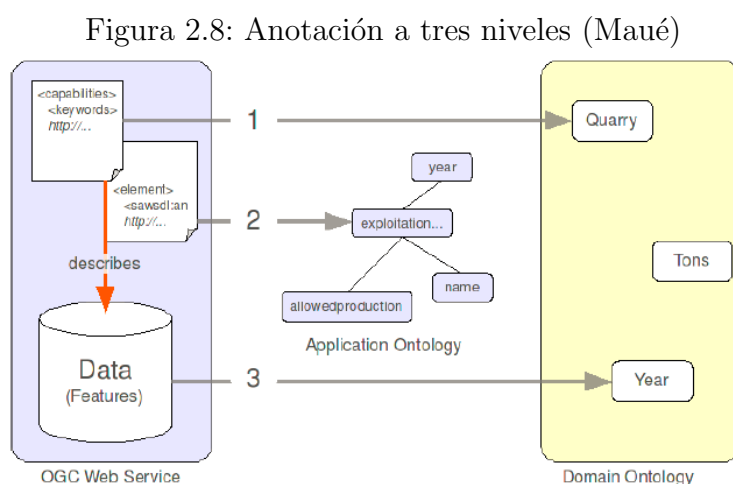 Figura 2.8: Anotación a tres niveles (Maué)
<capabilities>
<keywords>
http://...
1
Quarry
<element>
<sawsdl:an
http://...
2
year
exploitation...
allowedproduction
name
Application Ontology
Tons
describes
Data
(Features)
3
Year
OGC Web Service
Domain Ontology